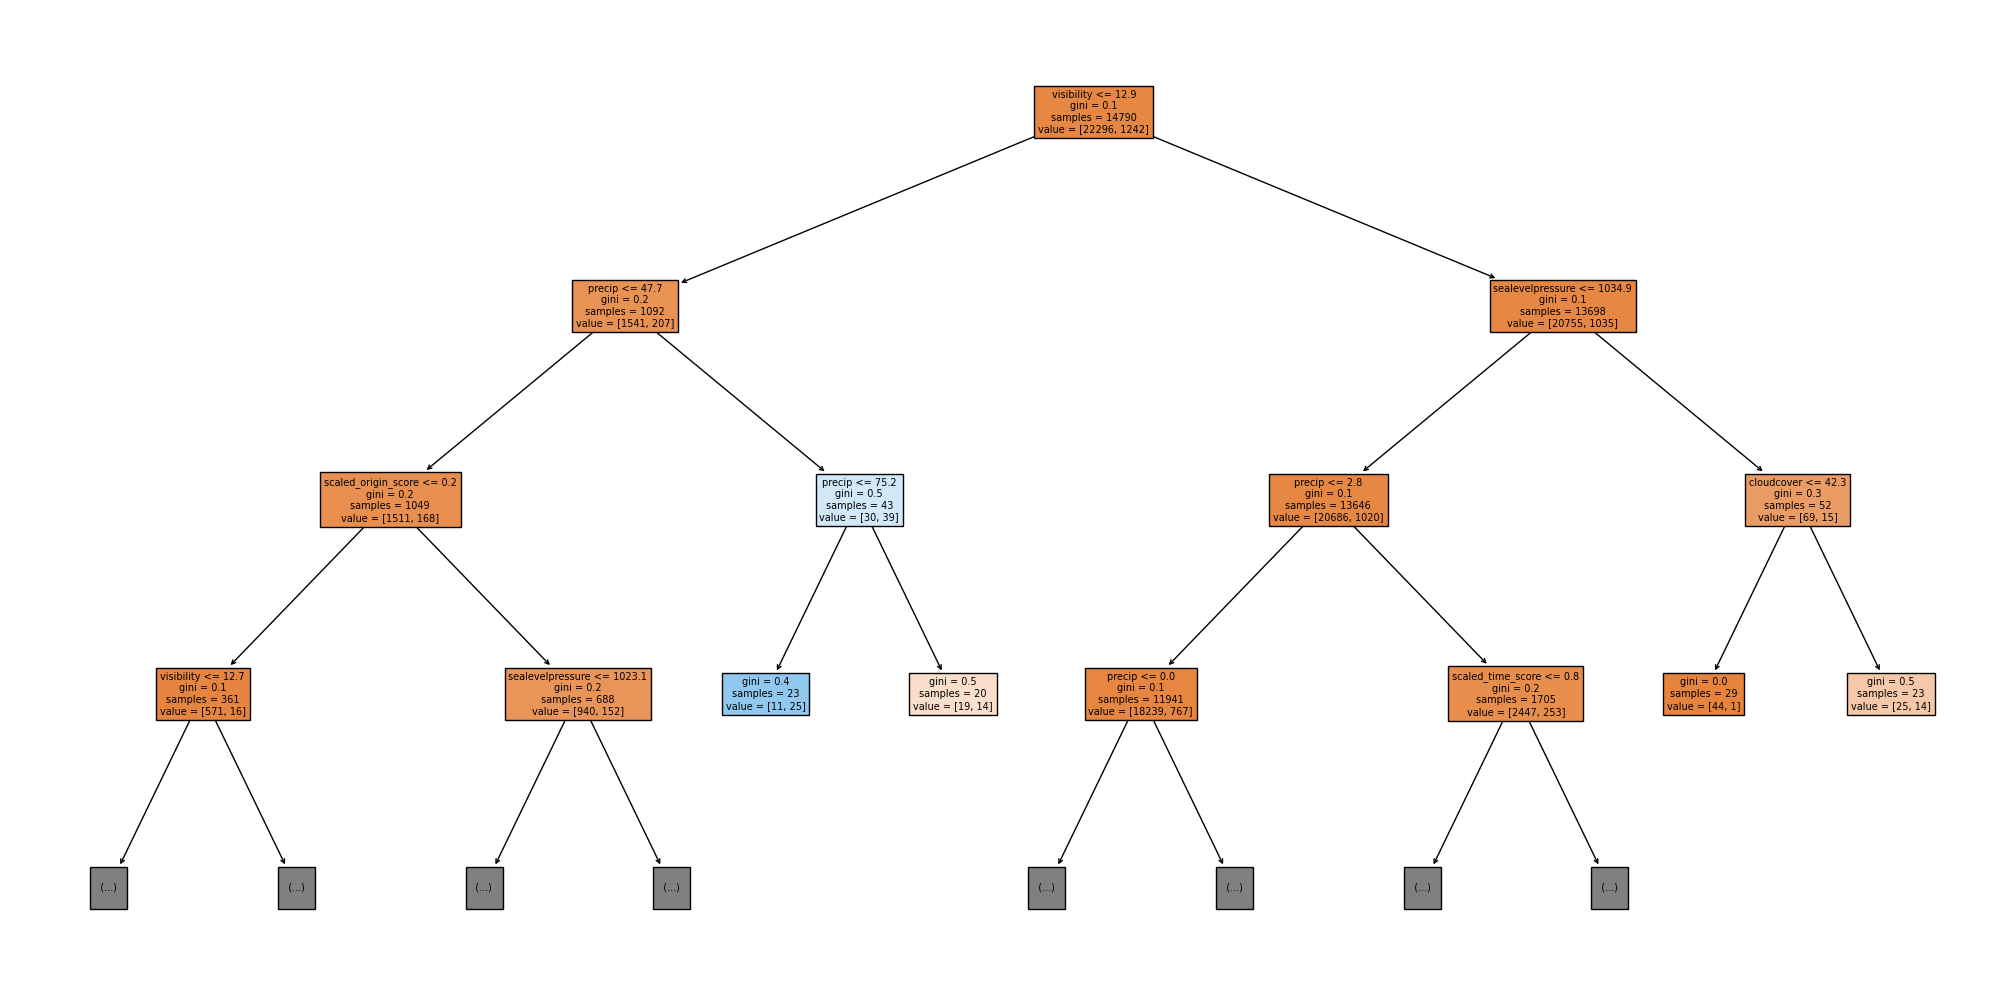 visibility <= 12.9
gini = 0.1
samples = 14790
value = [22296, 1242]
precip <= 47.7
gini = 0.2
samples = 1092
value = [1541, 207]
sealevelpressure <= 1034.9
gini = 0.1
samples = 13698
value = [20755, 1035]
scaled_origin_score <= 0.2
gini = 0.2
samples = 1049
value = [1511, 168]
precip <= 75.2
gini = 0.5
samples = 43
value = [30, 39]
precip <= 2.8
gini = 0.1
samples = 13646
value = [20686, 1020]
cloudcover <= 42.3
gini = 0.3
samples = 52
value = [69, 15]
visibility <= 12.7
gini = 0.1
samples = 361
value = [571, 16]
sealevelpressure <= 1023.1
gini = 0.2
samples = 688
value = [940, 152]
gini = 0.4
samples = 23
value = [11, 25]
gini = 0.5
samples = 20
value = [19, 14]
precip <= 0.0
gini = 0.1
samples = 11941
value = [18239, 767]
scaled_time_score <= 0.8
gini = 0.2
samples = 1705
value = [2447, 253]
gini = 0.0
samples = 29
value = [44, 1]
gini = 0.5
samples = 23
value = [25, 14]
(...)
(...)
(...)
(...)
(...)
(...)
(...)
(...)